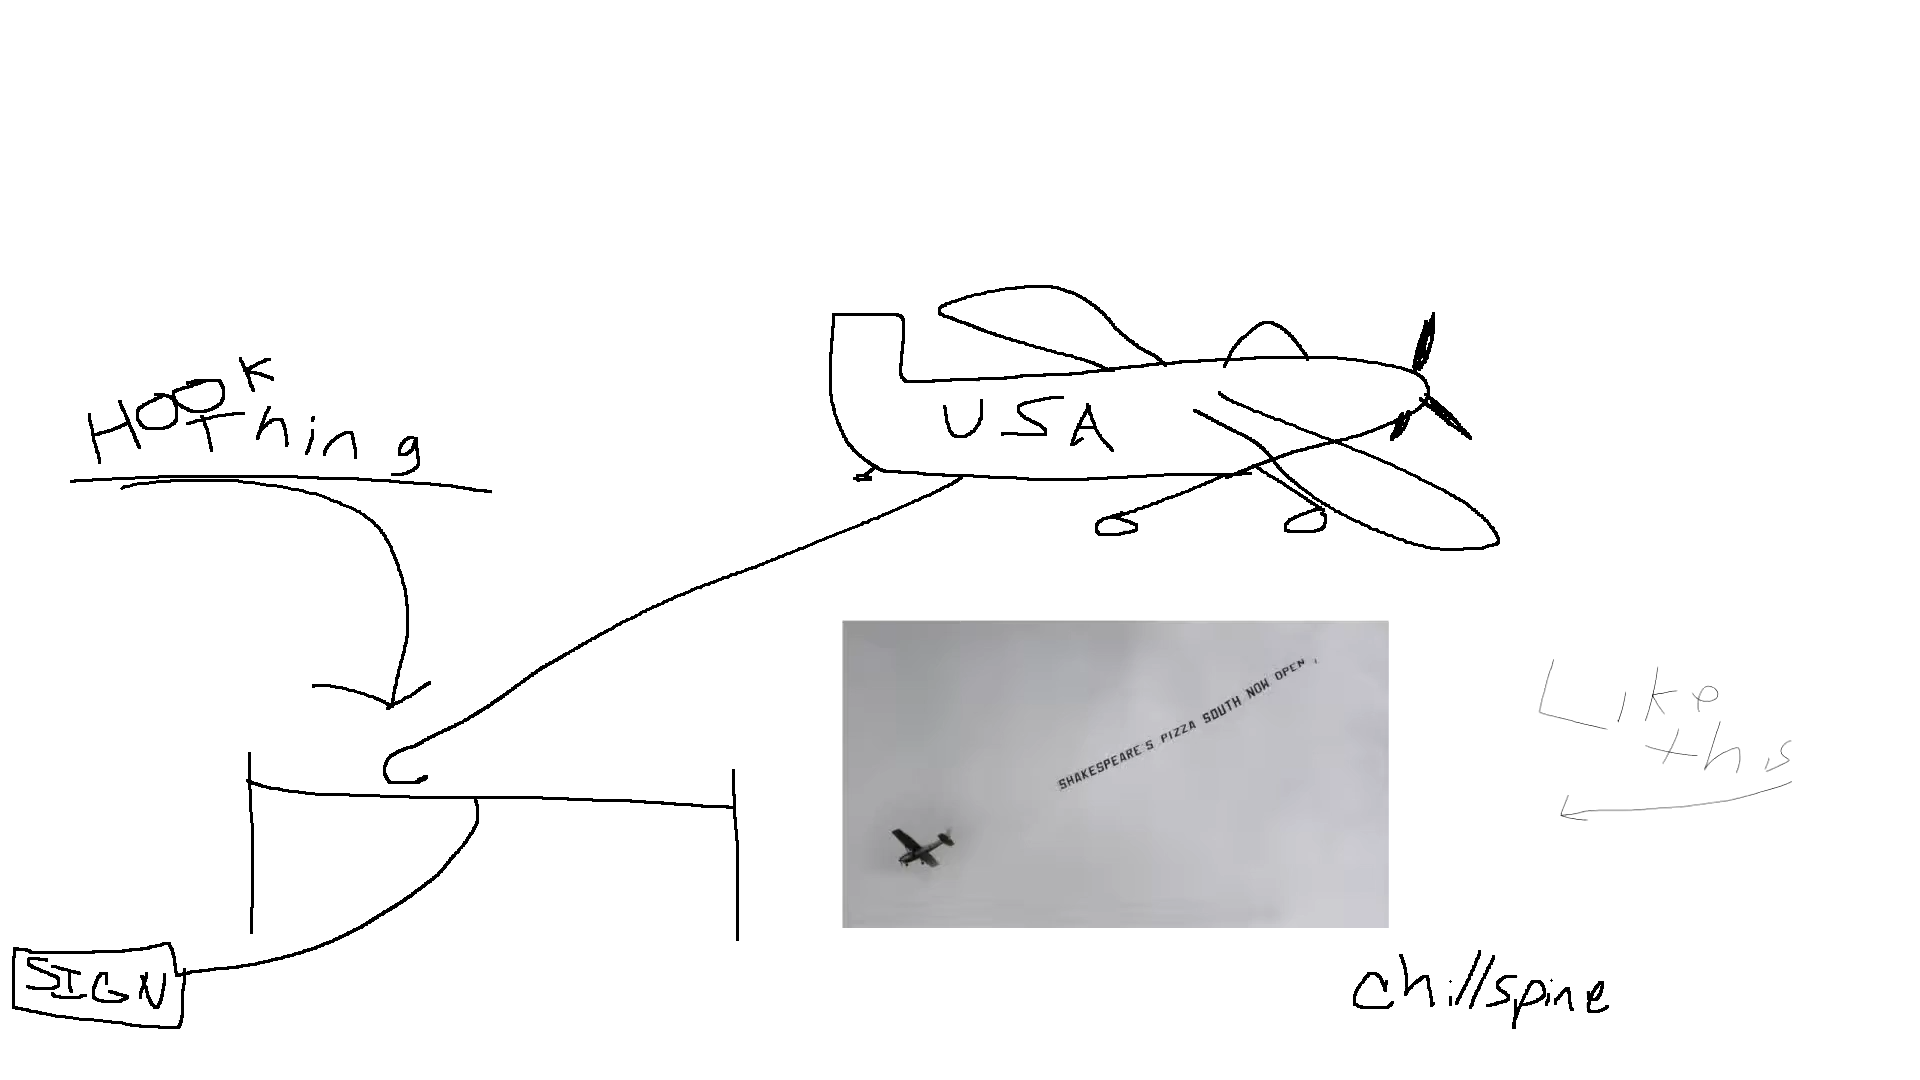 HOOK
Thing
USA
SHAKESPEARE'S PIZZA SOUTH NOW OPEN
Like
this
SIGN
chillspine